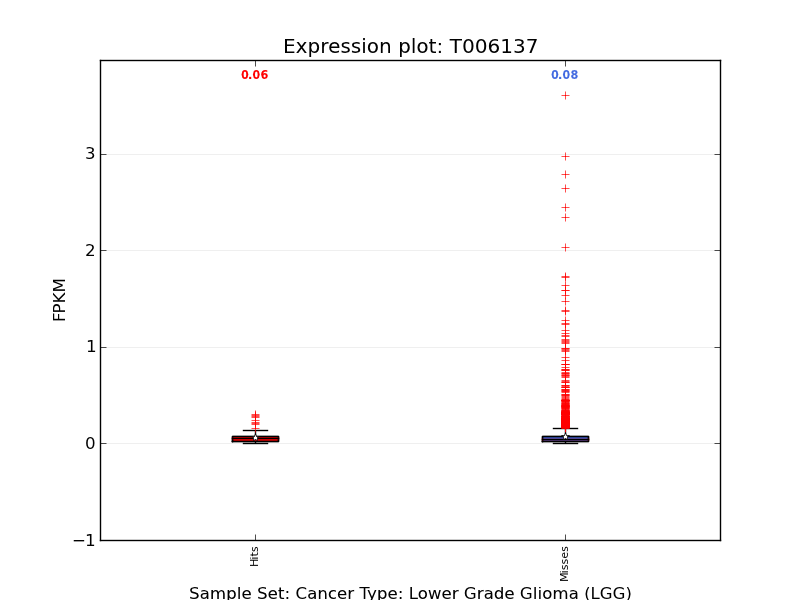 Expression plot: T006137
0.06
0.08
3
2
1
0
−1
FPKM
Hits
Misses
Sample Set: Cancer Type: Lower Grade Glioma (LGG)